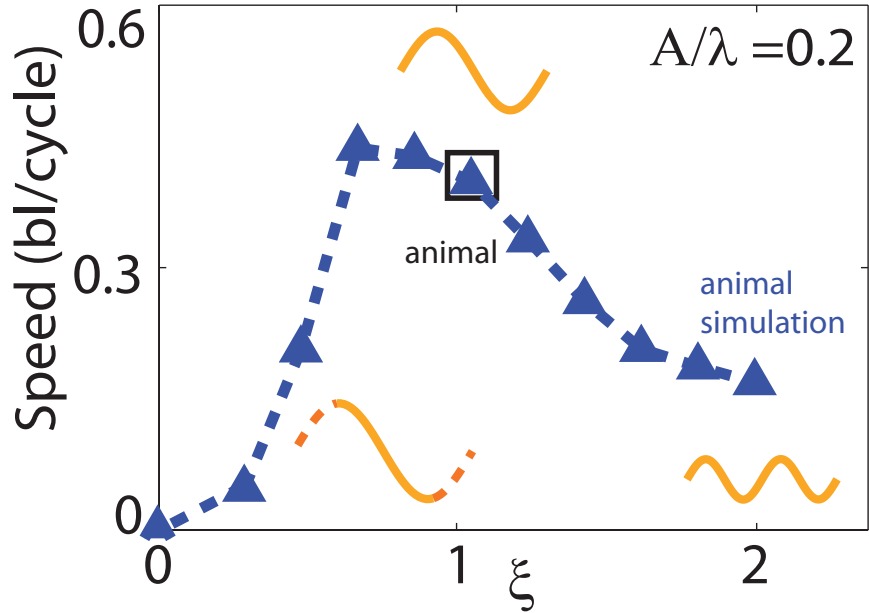 0.6
A/λ =0.2
Speed (bl/cycle)
animal
0.3
animal
simulation
0
0
1
ξ
2